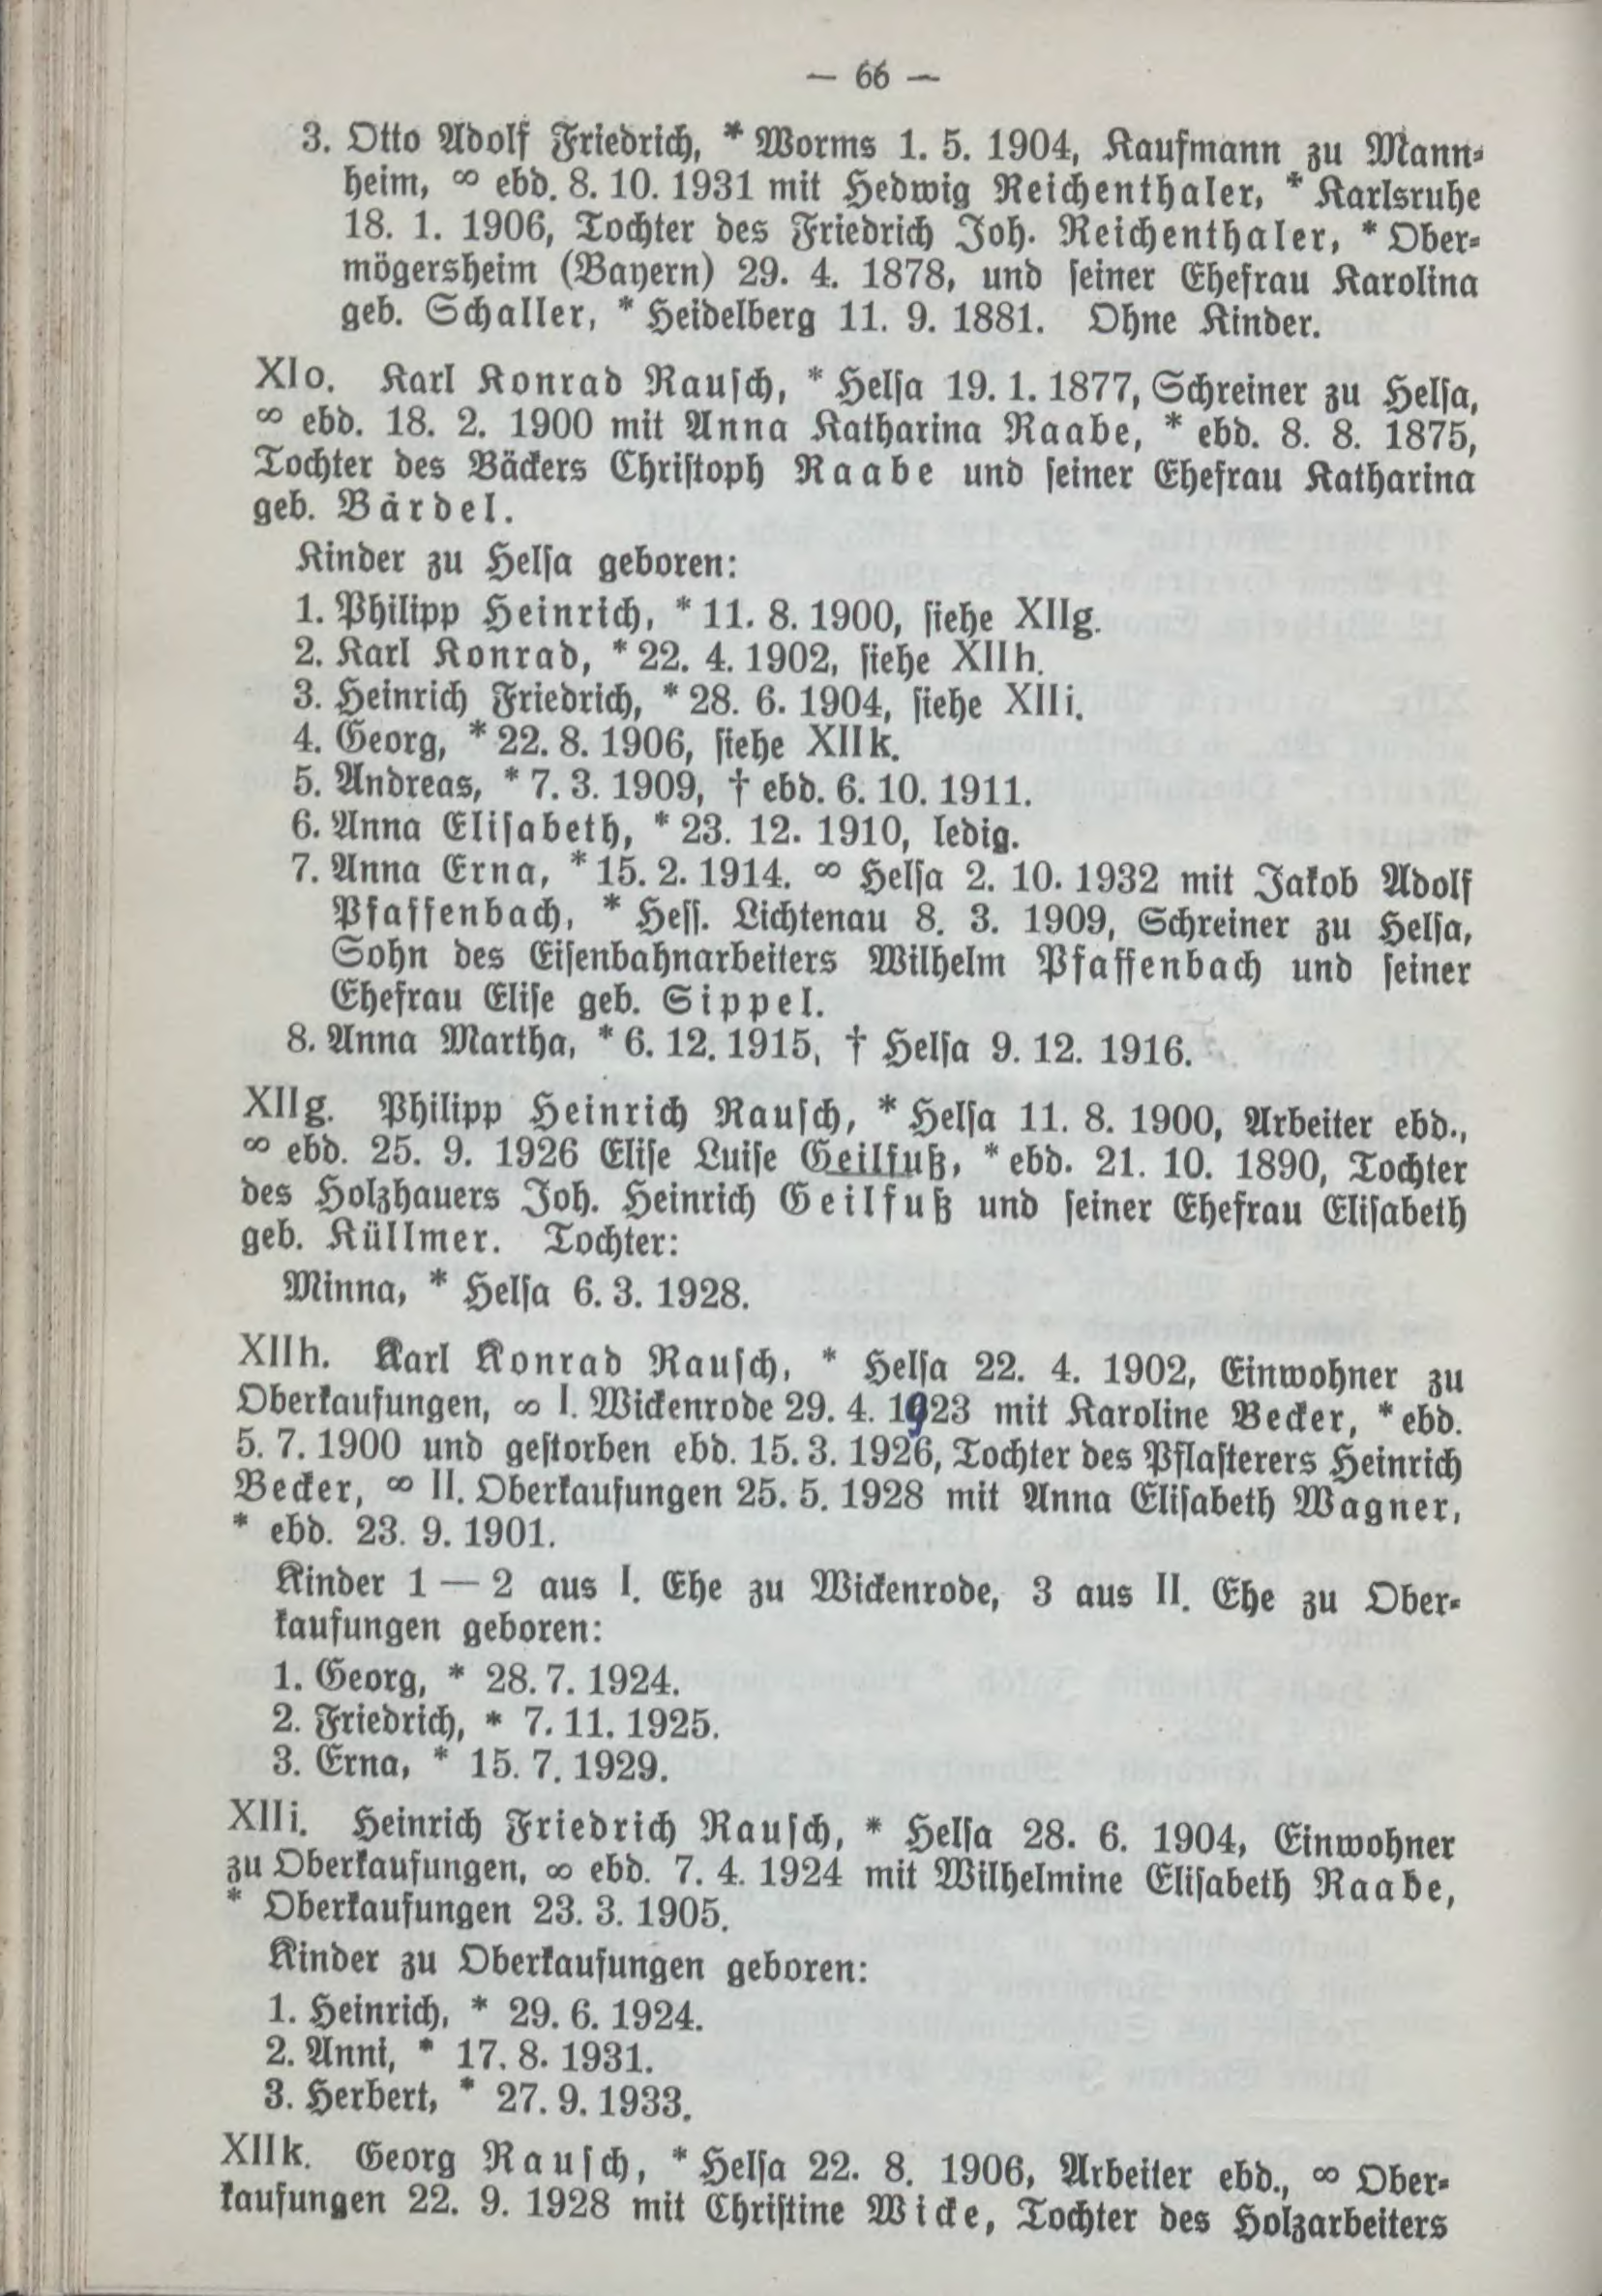 — 66 —
3. Otto Adolf Friedrich, * Worms 1. 5. 1904, Kaufmann zu Mann-
heim, ∞ ebd. 8. 10. 1931 mit Hedwig Reichenthaler, * Karlsruhe
18. 1. 1906, Tochter des Friedrich Joh. Reichenthaler, * Ober-
mögersheim (Bayern) 29. 4. 1878, und seiner Ehefrau Karolina
geb. Schaller, * Heidelberg 11. 9. 1881. Ohne Kinder.
XIo. Karl Konrad Rausch, * Helsa 19. 1. 1877, Schreiner zu Helsa,
∞ ebd. 18. 2. 1900 mit Anna Katharina Raabe, * ebd. 8. 8. 1875,
Tochter des Bäckers Christoph Raabe und seiner Ehefrau Katharina
geb. Bärdel.
Kinder zu Helsa geboren:
1. Philipp Heinrich, * 11. 8. 1900, siehe XIIg.
2. Karl Konrad, * 22. 4. 1902, siehe XIIh.
3. Heinrich Friedrich, * 28. 6. 1904, siehe XIIi.
4. Georg, * 22. 8. 1906, siehe XIIk.
5. Andreas, * 7. 3. 1909, † ebd. 6. 10. 1911.
6. Anna Elisabeth, * 23. 12. 1910, ledig.
7. Anna Erna, * 15. 2. 1914. ∞ Helsa 2. 10. 1932 mit Jakob Adolf
Pfaffenbach, * Hess. Lichtenau 8. 3. 1909, Schreiner zu Helsa,
Sohn des Eisenbahnarbeiters Wilhelm Pfaffenbach und seiner
Ehefrau Elise geb. Sippel.
8. Anna Martha, * 6. 12. 1915, † Helsa 9. 12. 1916.
XIIg. Philipp Heinrich Rausch, * Helsa 11. 8. 1900, Arbeiter ebd.,
∞ ebd. 25. 9. 1926 Elise Luise Geilfuß, * ebd. 21. 10. 1890, Tochter
des Holzhauers Joh. Heinrich Geilfuß und seiner Ehefrau Elisabeth
geb. Küllmer. Tochter:
Minna, * Helsa 6. 3. 1928.
XIIh. Karl Konrad Rausch, * Helsa 22. 4. 1902, Einwohner zu
Oberkaufungen, ∞ I. Wickenrode 29. 4. 1923 mit Karoline Becker, * ebd.
5. 7. 1900 und gestorben ebd. 15. 3. 1926, Tochter des Pflasterers Heinrich
Becker, ∞ II. Oberkaufungen 25. 5. 1928 mit Anna Elisabeth Wagner,
* ebd. 23. 9. 1901.
Kinder 1 — 2 aus I. Ehe zu Wickenrode, 3 aus II. Ehe zu Ober-
kaufungen geboren:
1. Georg, * 28. 7. 1924.
2. Friedrich, * 7. 11. 1925.
3. Erna, * 15. 7. 1929.
XIIi. Heinrich Friedrich Rausch, * Helsa 28. 6. 1904, Einwohner
zu Oberkaufungen, ∞ ebd. 7. 4. 1924 mit Wilhelmine Elisabeth Raabe,
* Oberkaufungen 23. 3. 1905.
Kinder zu Oberkaufungen geboren:
1. Heinrich, * 29. 6. 1924.
2. Anni, * 17. 8. 1931.
3. Herbert, * 27. 9. 1933.
XIIk. Georg Rausch, * Helsa 22. 8. 1906, Arbeiter ebd., ∞ Ober-
kaufungen 22. 9. 1928 mit Christine Wicke, Tochter des Holzarbeiters